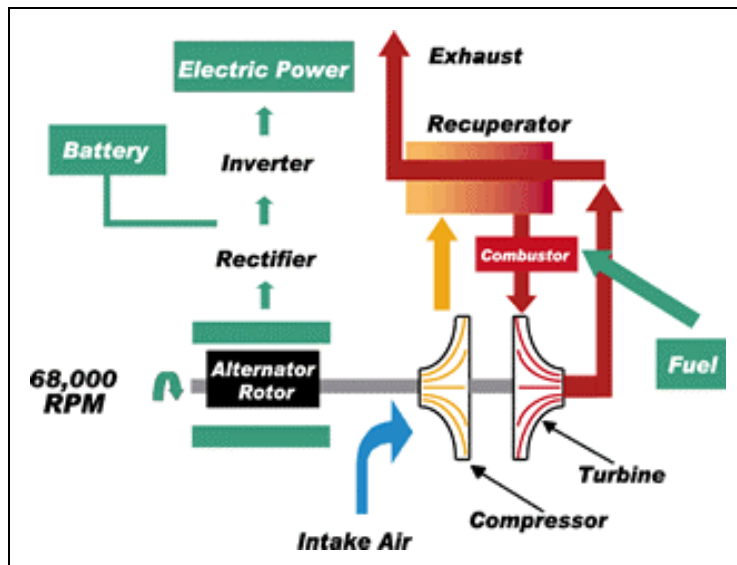 Electric Power
Exhaust
Recuperator
Battery
Inverter
Rectifier
Combustor
68,000
RPM
Alternator
Rotor
Fuel
Turbine
Compressor
Intake Air